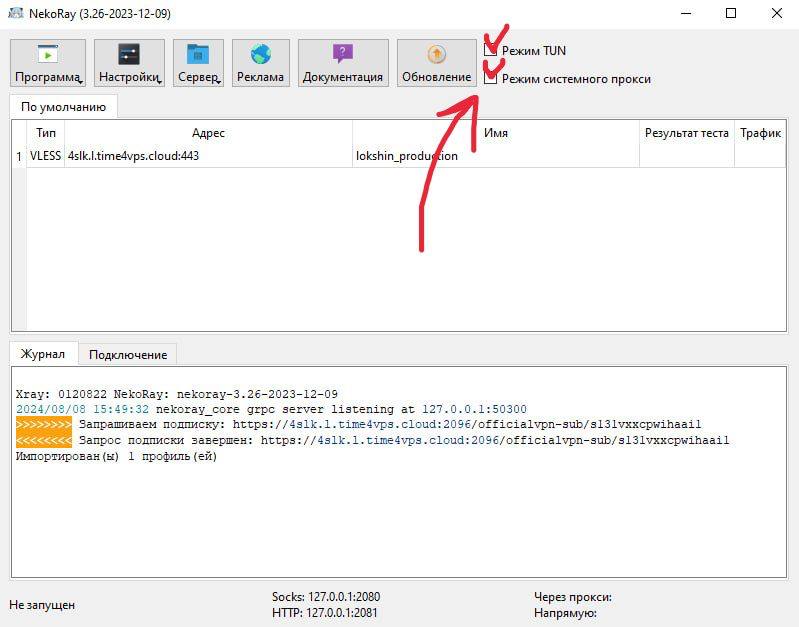 NekoRay (3.26-2023-12-09)
Программа Настройки Сервер Реклама Документация Обновление
Режим TUN
Режим системного прокси
По умолчанию
Тип Адрес Имя Результат теста Трафик
1 VLESS 4slk.l.time4vps.cloud:443 lokshin_production
Журнал Подключение
Xray: 0120822 NekoRay: nekoray-3.26-2023-12-09
2024/08/08 15:49:32 nekoray_core grpc server listening at 127.0.0.1:50300
>>>>>>>> Запрашиваем подписку: https://4slk.l.time4vps.cloud:2096/officialvpn-sub/sl31vxxcpwihaail
<<<<<<<< Запрос подписки завершен: https://4slk.l.time4vps.cloud:2096/officialvpn-sub/sl31vxxcpwihaail
Импортирован(ы) 1 профиль(ей)
Не запущен
Socks: 127.0.0.1:2080
HTTP: 127.0.0.1:2081
Через прокси:
Напрямую: